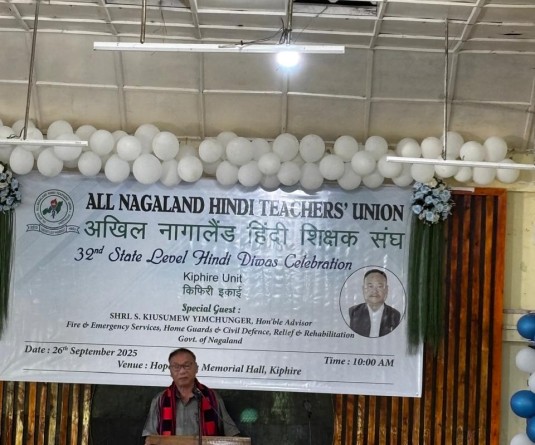 ALL NAGALAND HINDI TEACHERS' UNION
अखिल नागालैंड हिंदी शिक्षक संघ
32nd State Level Hindi Diwas Celebration
Kiphire Unit
किफिरी इकाई
Special Guest :
SHRI. S. KIUSUMEW YIMCHUNGER, Hon'ble Advisor
Fire & Emergency Services, Home Guards & Civil Defence, Relief & Rehabilitation
Govt. of Nagaland
Date : 26th September 2025
Time : 10:00 AM
Venue : Memorial Hall, Kiphire